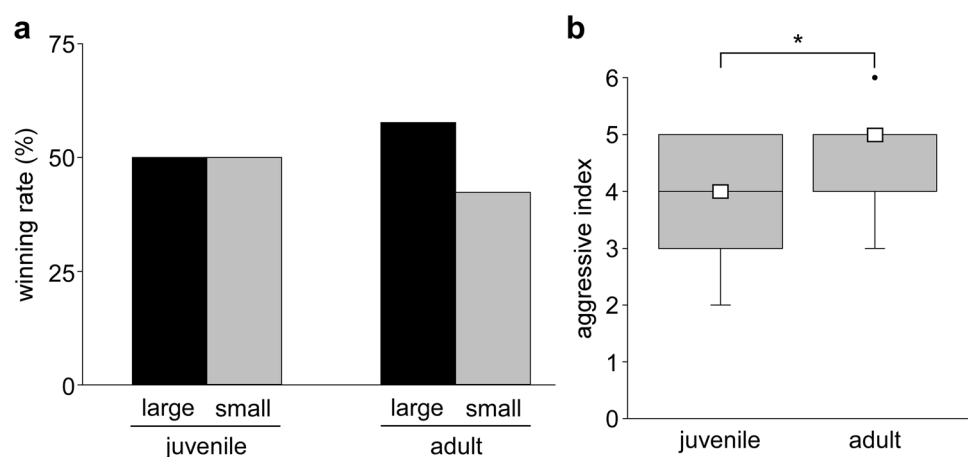 a
75
50
25
0
winning rate (%)
large small large small
juvenile adult
b
*
6
5
4
3
2
1
0
aggressive index
juvenile adult